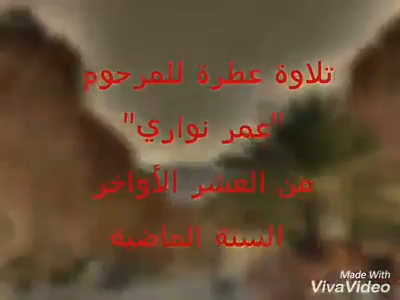 تلاوة عطرة للمرحوم
"عمر نواري"
من العشر الأواخر
السنة الماضية
Made With
VivaVideo